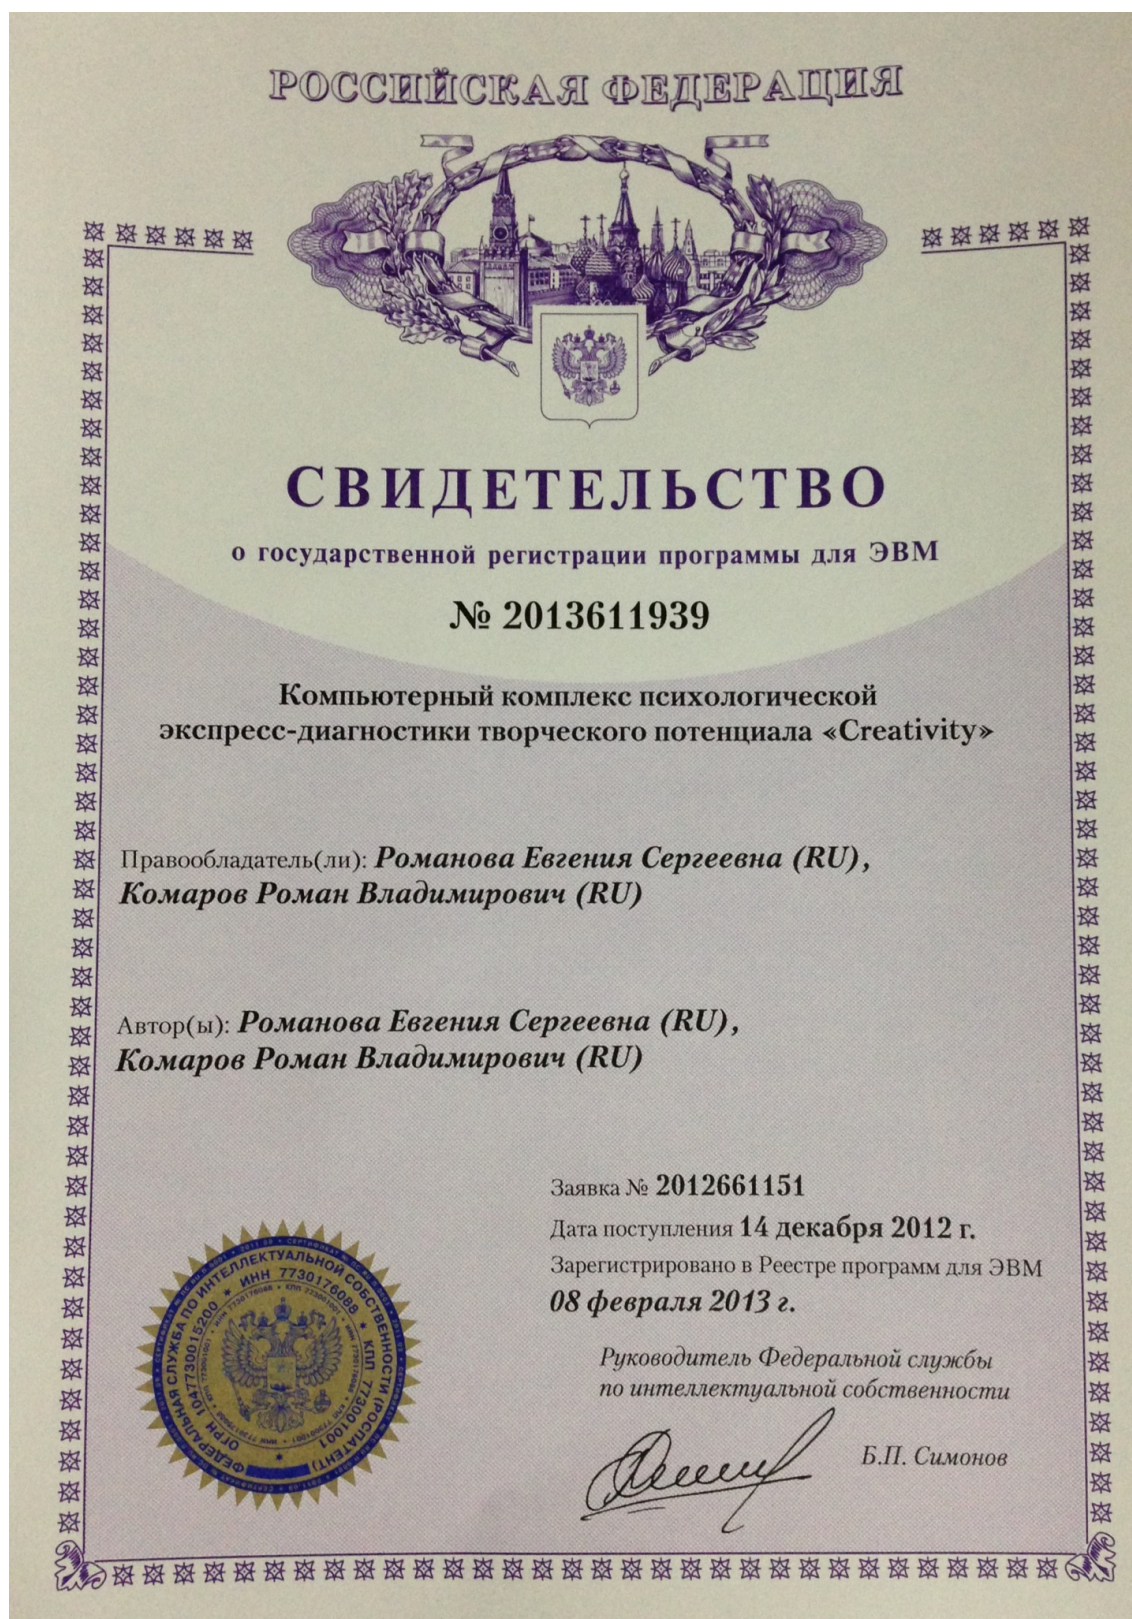 РОССИЙСКАЯ ФЕДЕРАЦИЯ
СВИДЕТЕЛЬСТВО
о государственной регистрации программы для ЭВМ
№ 2013611939
Компьютерный комплекс психологической
экспресс-диагностики творческого потенциала «Creativity»
Правообладатель(ли): Романова Евгения Сергеевна (RU),
Комаров Роман Владимирович (RU)
Автор(ы): Романова Евгения Сергеевна (RU),
Комаров Роман Владимирович (RU)
Заявка № 2012661151
Дата поступления 14 декабря 2012 г.
Зарегистрировано в Реестре программ для ЭВМ
08 февраля 2013 г.
Руководитель Федеральной службы
по интеллектуальной собственности
Б.П. Симонов
ФЕДЕРАЛЬНАЯ СЛУЖБА ПО ИНТЕЛЛЕКТУАЛЬНОЙ СОБСТВЕННОСТИ (РОСПАТЕНТ)
ОГРН 1047730015200 * ИНН 7730176088 * КПП 773001001